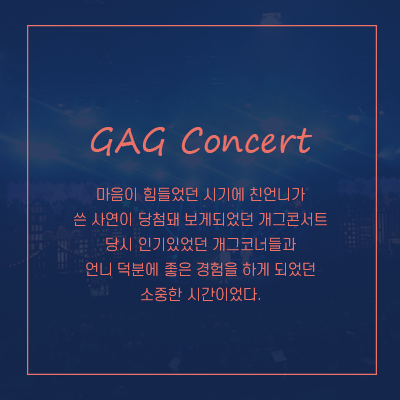 GAG Concert
마음이 힘들었던 시기에 친언니가
쓴 사연이 당첨돼 보게되었던 개그콘서트
당시 인기있었던 개그코너들과
언니 덕분에 좋은 경험을 하게 되었던
소중한 시간이었다.